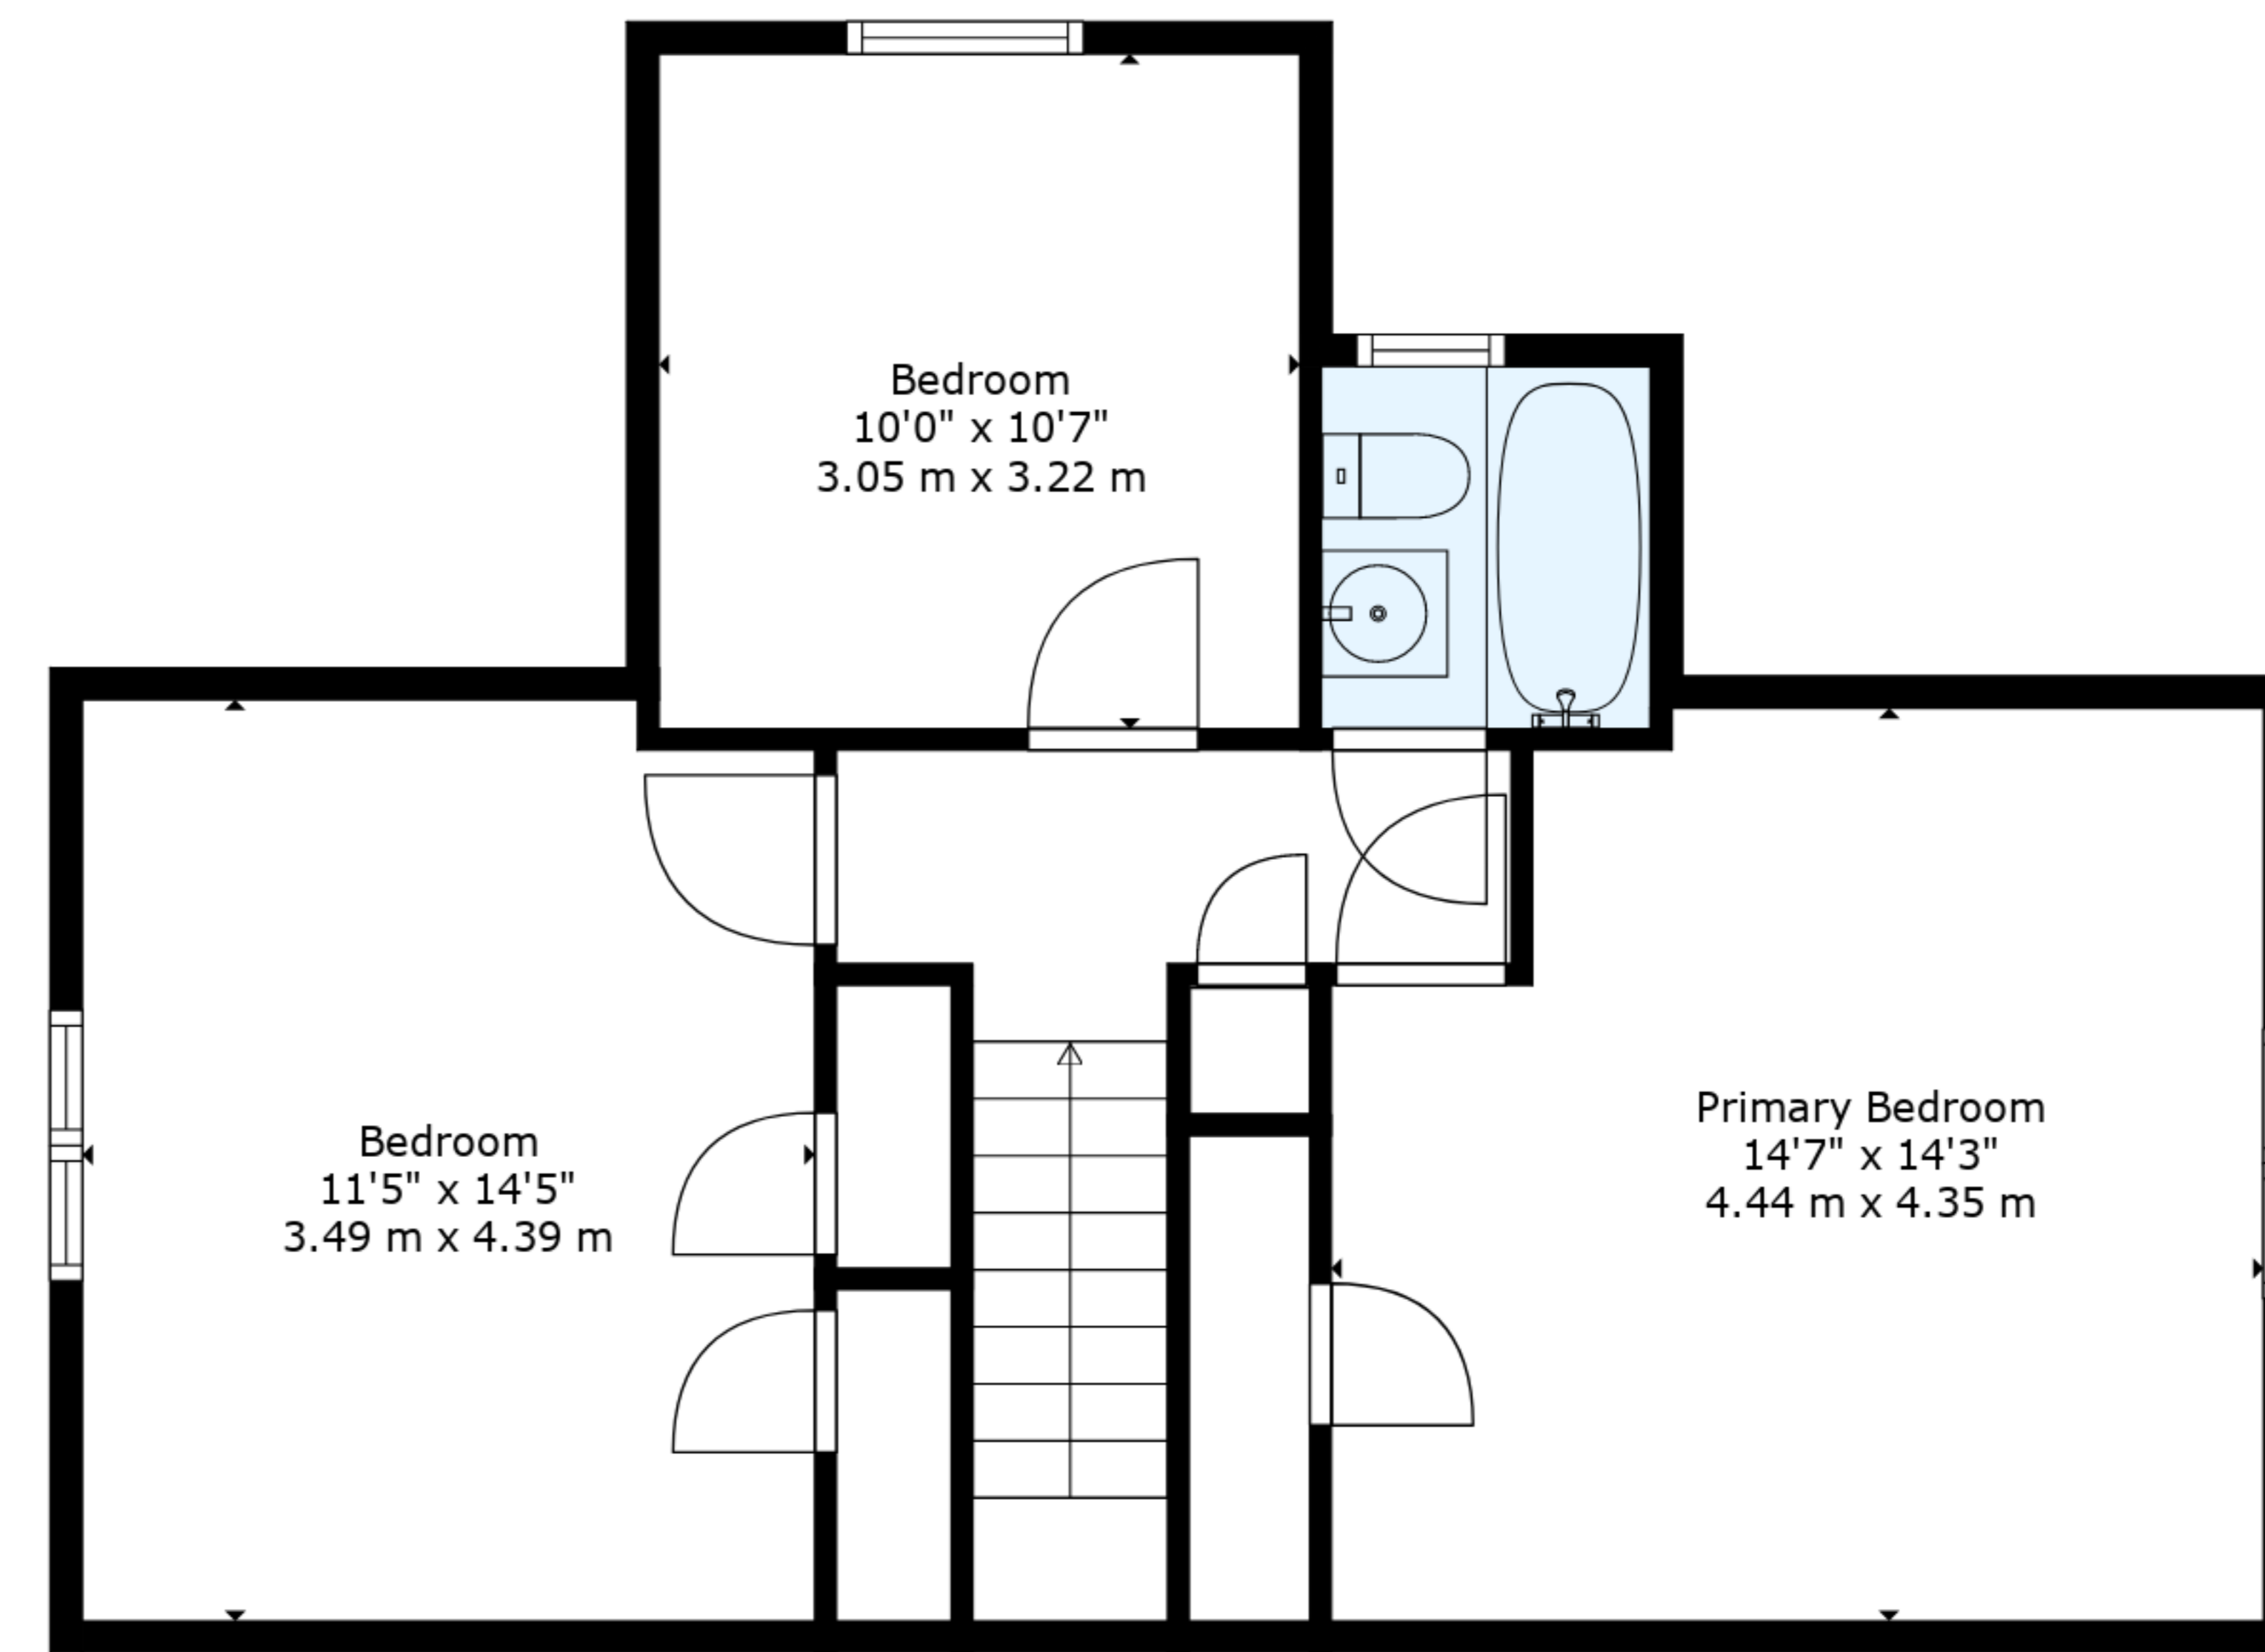 Bedroom
10'0" x 10'7"
3.05 m x 3.22 m
Bedroom
11'5" x 14'5"
3.49 m x 4.39 m
Primary Bedroom
14'7" x 14'3"
4.44 m x 4.35 m